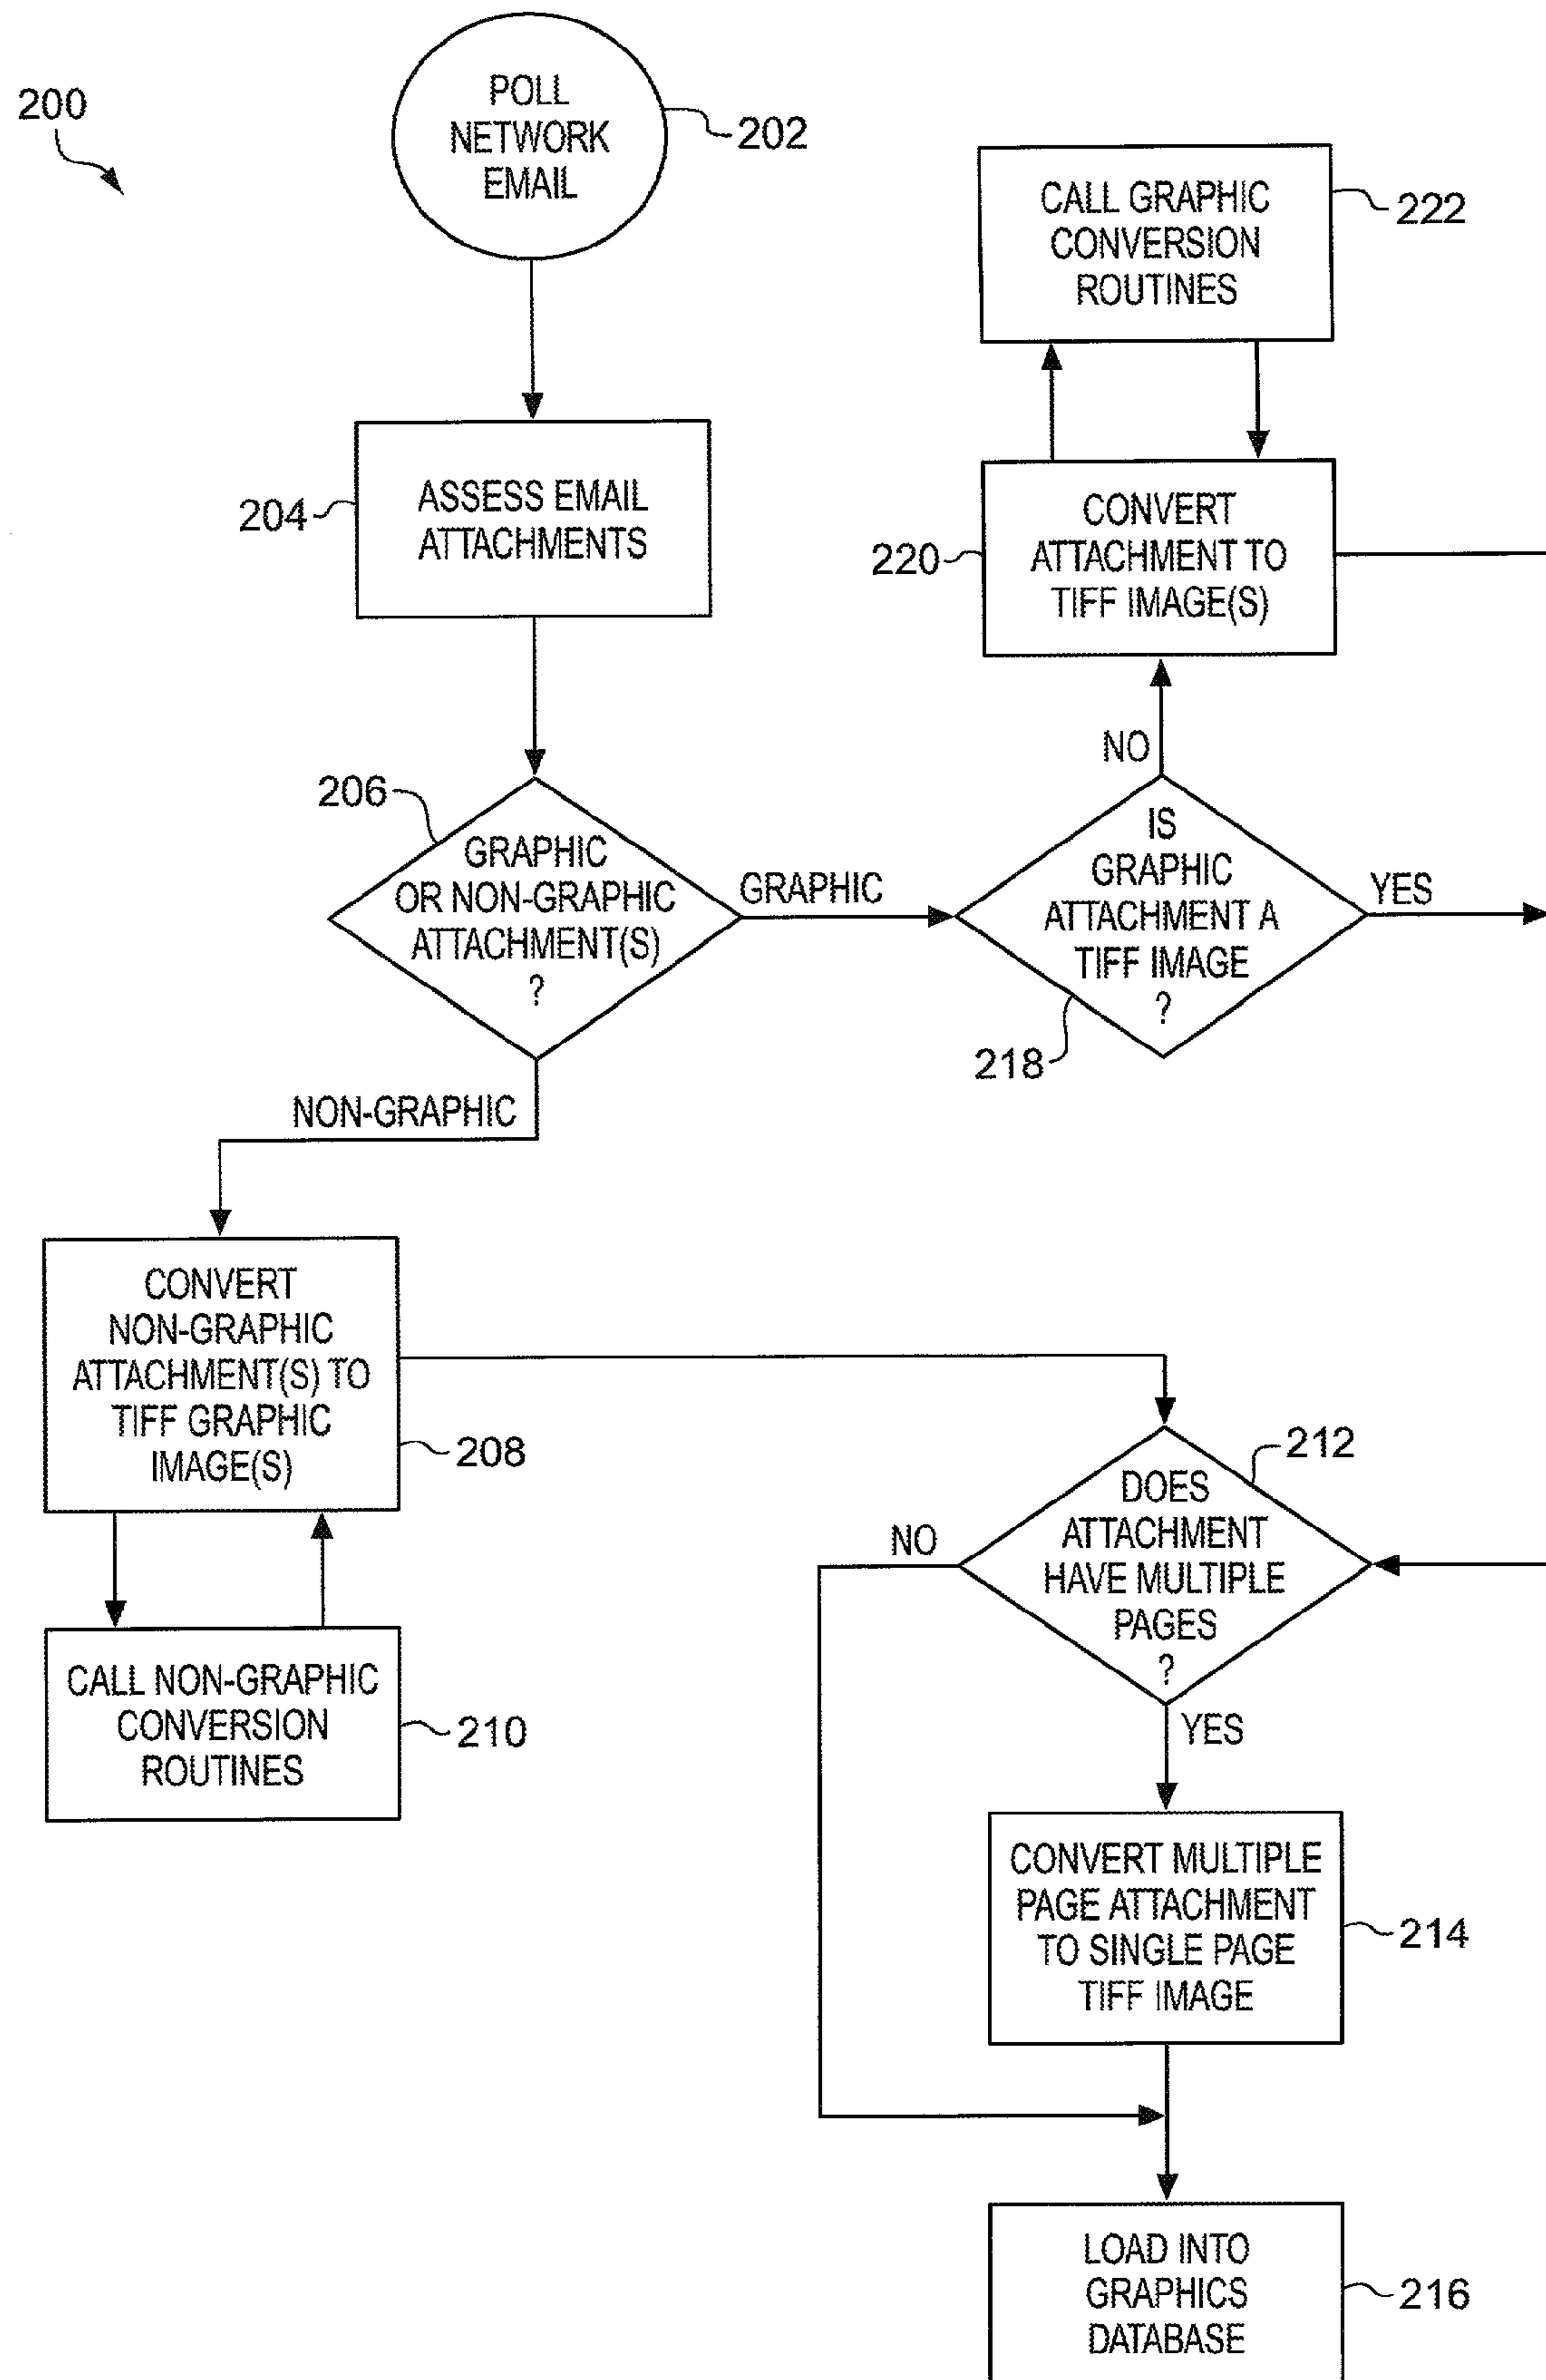 200
POLL
NETWORK
EMAIL
202
204
ASSESS EMAIL
ATTACHMENTS
206
GRAPHIC
OR NON-GRAPHIC
ATTACHMENT(S)
?
GRAPHIC
NON-GRAPHIC
CALL GRAPHIC
CONVERSION
ROUTINES
222
220
CONVERT
ATTACHMENT TO
TIFF IMAGE(S)
NO
IS
GRAPHIC
ATTACHMENT A
TIFF IMAGE
?
YES
218
CONVERT
NON-GRAPHIC
ATTACHMENT(S) TO
TIFF GRAPHIC
IMAGE(S)
208
CALL NON-GRAPHIC
CONVERSION
ROUTINES
210
212
DOES
ATTACHMENT
HAVE MULTIPLE
PAGES
?
NO
YES
CONVERT MULTIPLE
PAGE ATTACHMENT
TO SINGLE PAGE
TIFF IMAGE
214
LOAD INTO
GRAPHICS
DATABASE
216